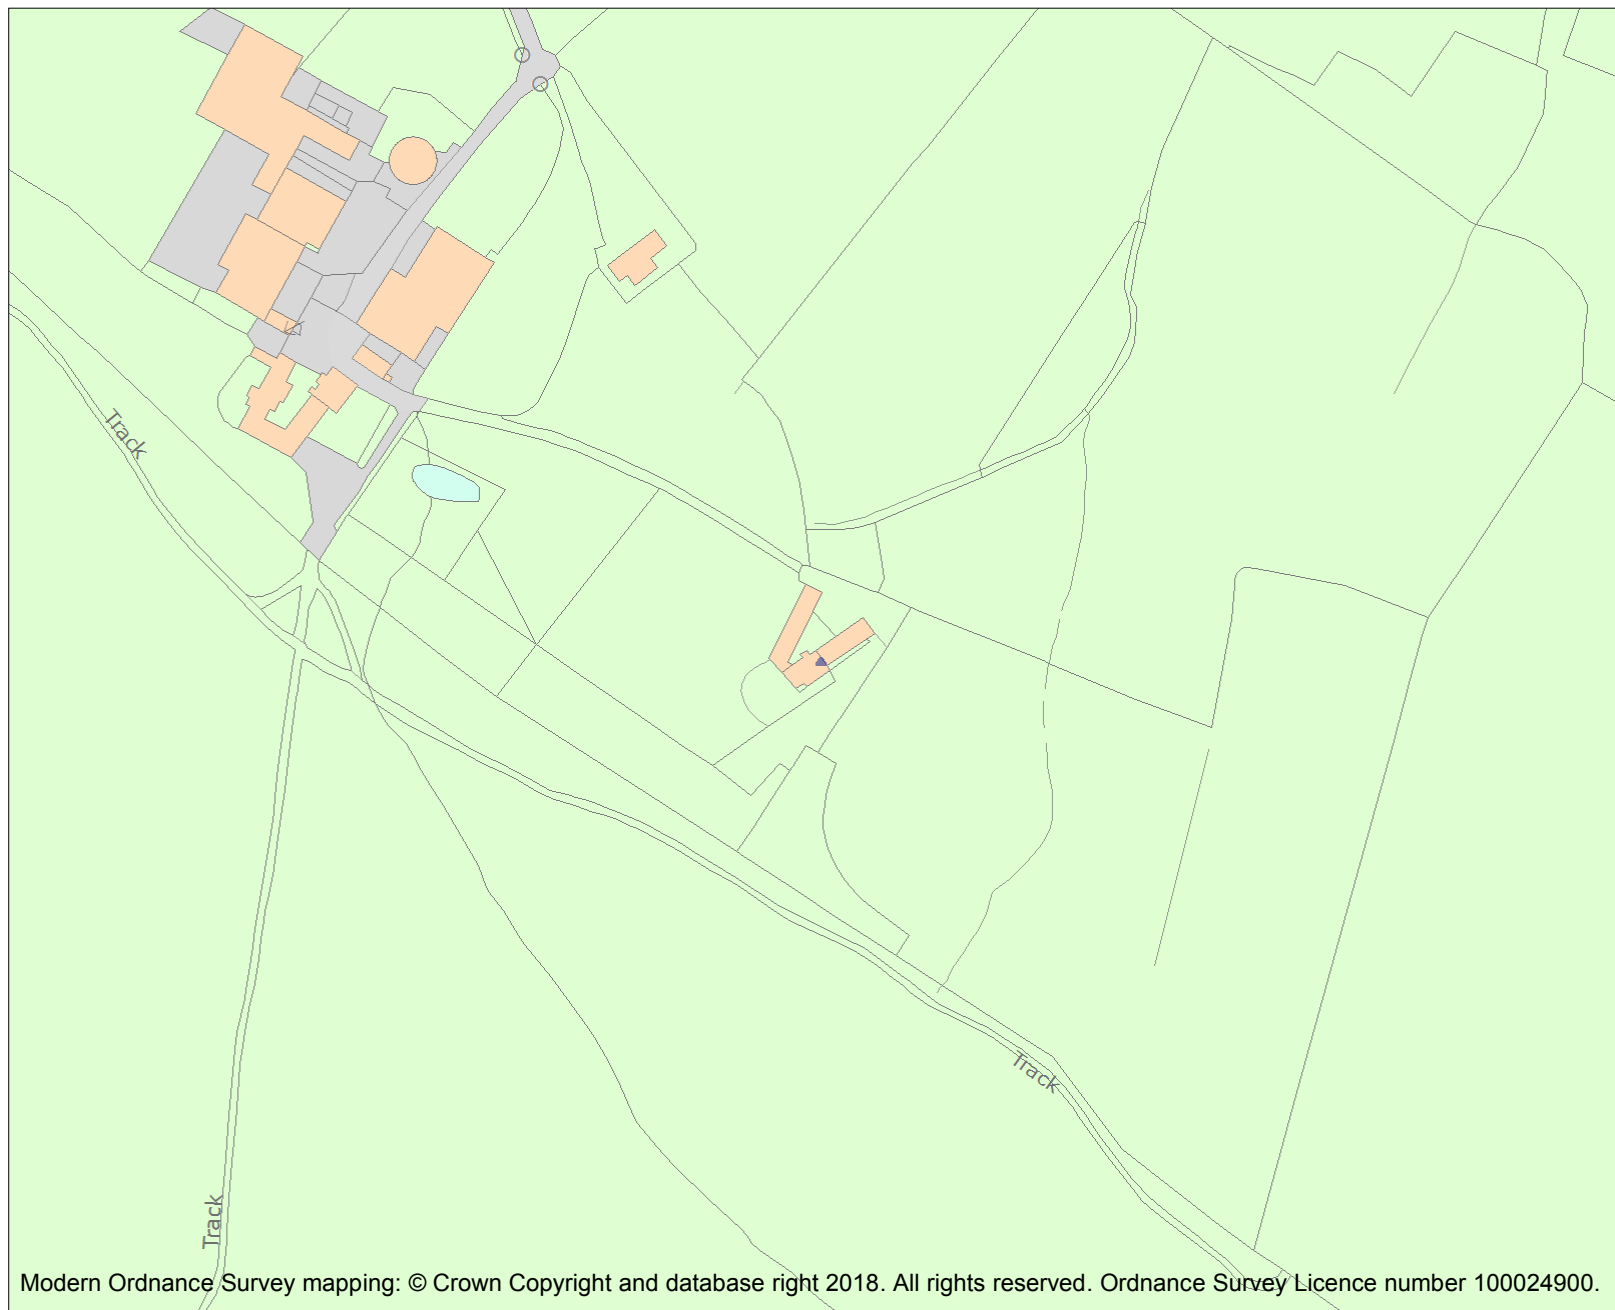 Track
Track
Track
Modern Ordnance Survey mapping: © Crown Copyright and database right 2018. All rights reserved. Ordnance Survey Licence number 100024900.